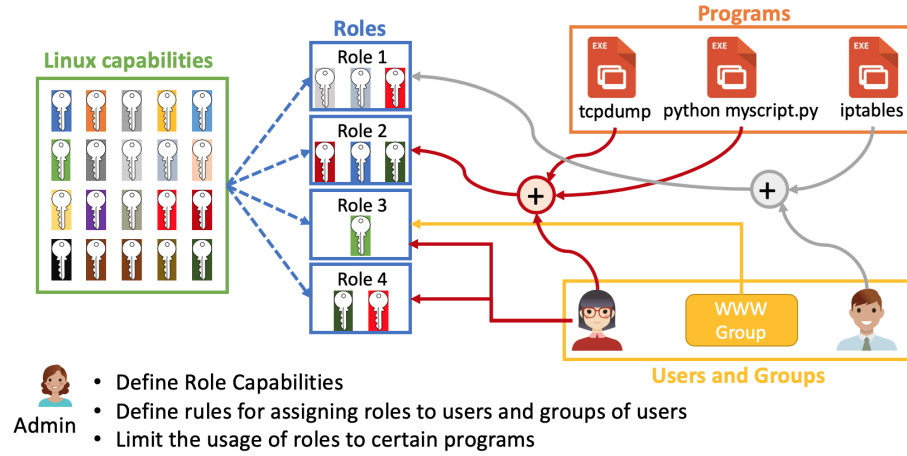 Programs
Roles
Linux capabilities
Role 1
EXE
EXE
EXE
tcpdump
python myscript.py
iptables
Role 2
+
+
Role 3
Role 4
WWW
Group
Users and Groups
Admin
• Define Role Capabilities
• Define rules for assigning roles to users and groups of users
• Limit the usage of roles to certain programs